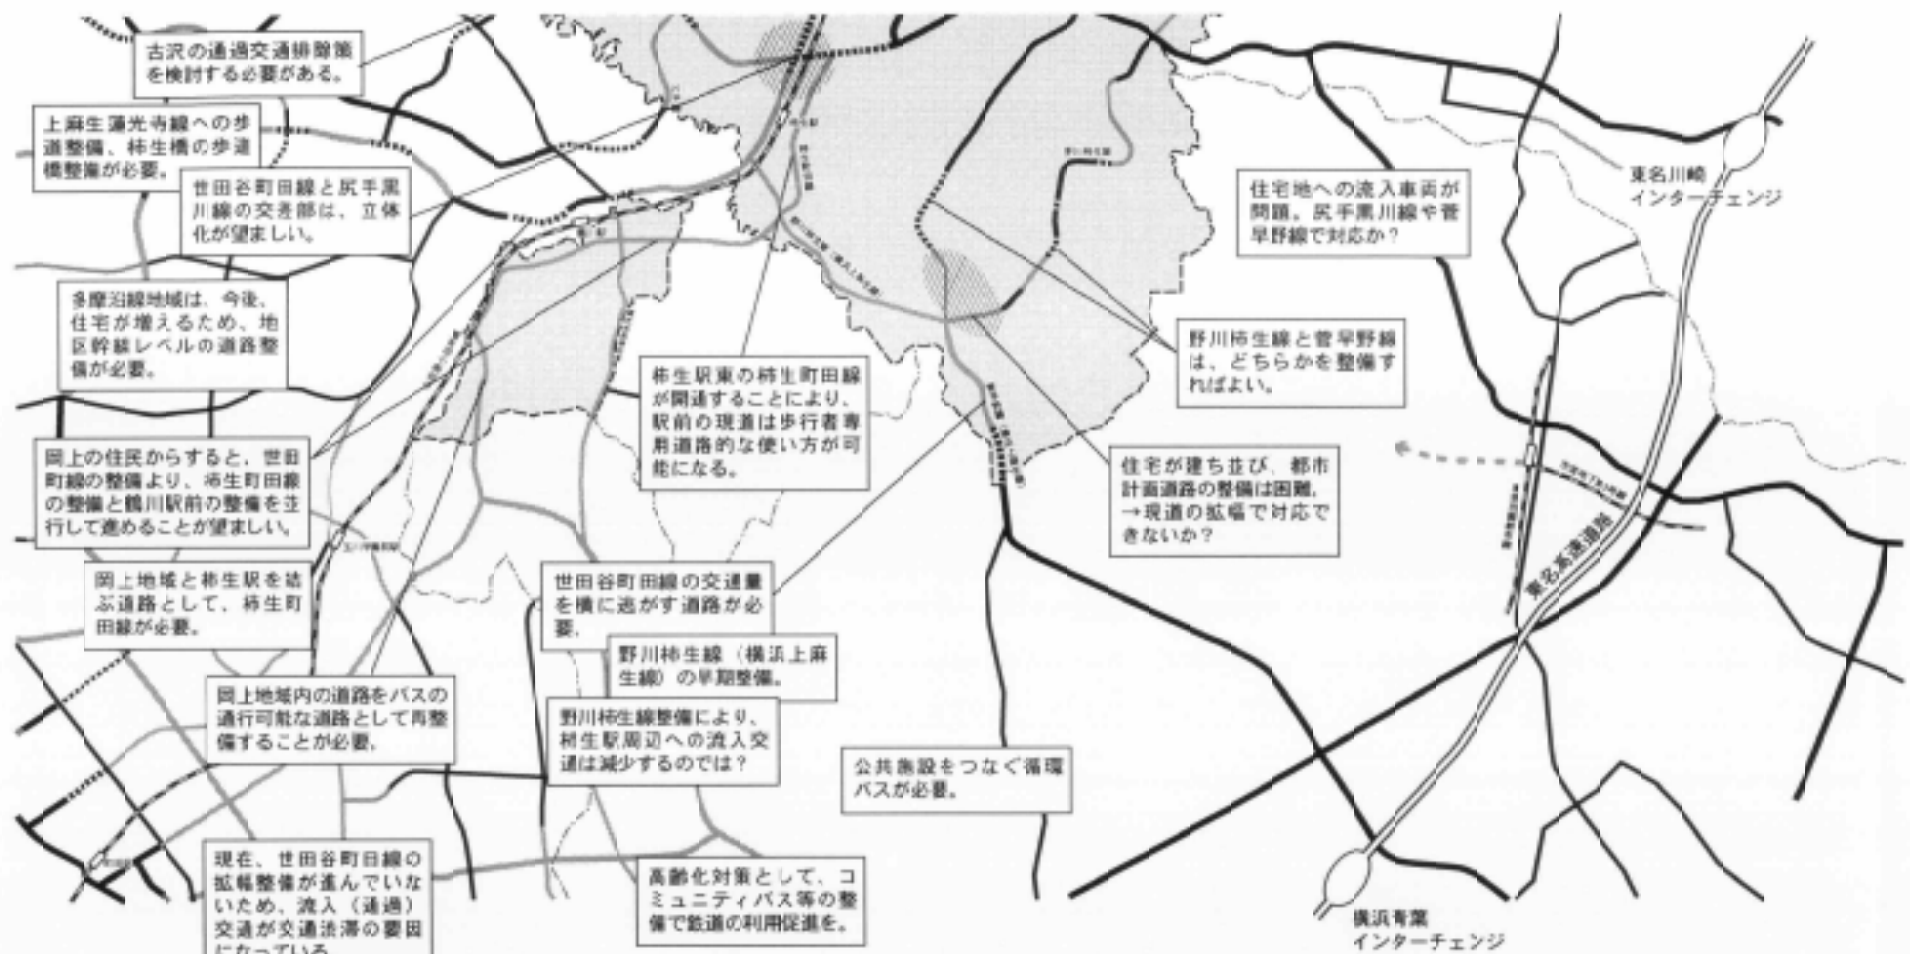 古沢の通過交通排除策
を検討する必要がある。
上麻生蓮光寺線への歩
道整備、柿生橋の歩道
橋整備が必要。
世田谷町田線と尻手黒
川線の交差部は、立体
化が望ましい。
多摩沿線地域は、今後、
住宅が増えるため、地
区幹線レベルの道路整
備が必要。
岡上の住民からすると、世田
町線の整備より、柿生町田線
の整備と鶴川駅前の整備を並
行して進めることが望ましい。
岡上地域と柿生駅を結
ぶ道路として、柿生町
田線が必要。
岡上地域内の道路をバスの
通行可能な道路として再整
備することが必要。
現在、世田谷町田線の
拡幅整備が進んでいな
いため、流入（通過）
交通が交通渋滞の要因
になっている
柿生駅東の柿生町田線
が開通することにより、
駅前の現道は歩行者専
用道路的な使い方が可
能になる。
世田谷町田線の交通量
を横に逃がす道路が必
要。
野川柿生線（横浜上麻
生線）の早期整備。
野川柿生線整備により、
柿生駅周辺への流入交
通は減少するのでは？
高齢化対策として、コ
ミュニティバス等の整
備で鉄道の利用促進を。
公共施設をつなぐ循環
バスが必要。
住宅地への流入車両が
問題。尻手黒川線や菅
早野線で対応か？
野川柿生線と菅早野線
は、どちらかを整備す
ればよい。
住宅が建ち並び、都市
計画道路の整備は困難。
→現道の拡幅で対応で
きないか？
東名川崎
インターチェンジ
東名高速道路
横浜青葉
インターチェンジ